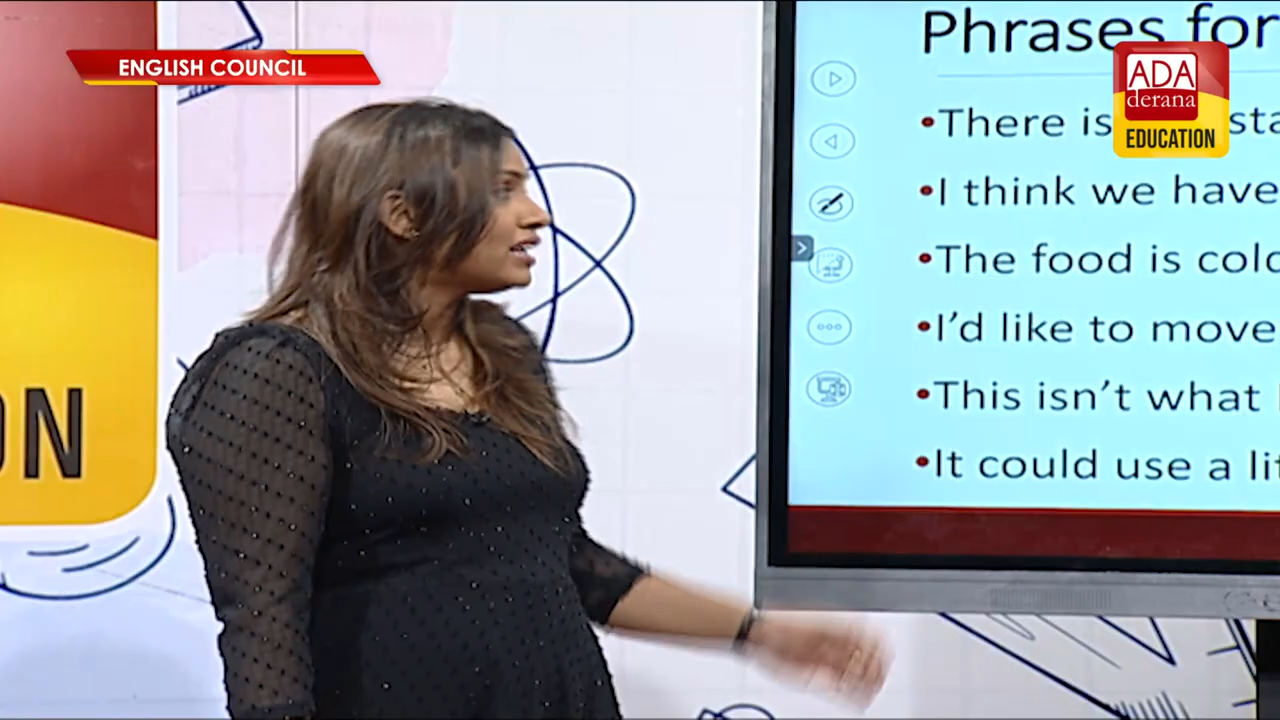 ENGLISH COUNCIL
ON
Phrases for
•There is
•I think we have
•The food is cold
•I'd like to move
•This isn't what
•It could use a
ADA
derana
EDUCATION